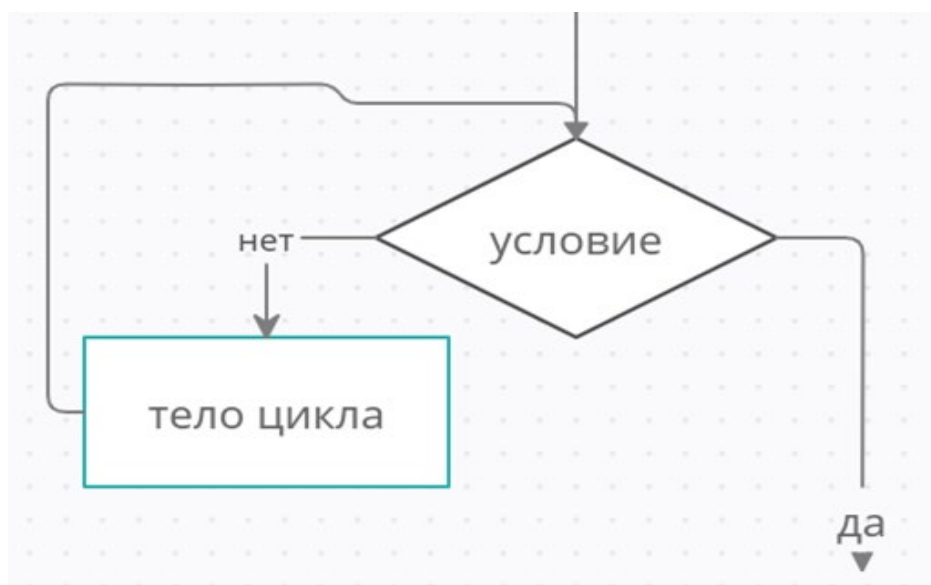 условие
нет
тело цикла
да